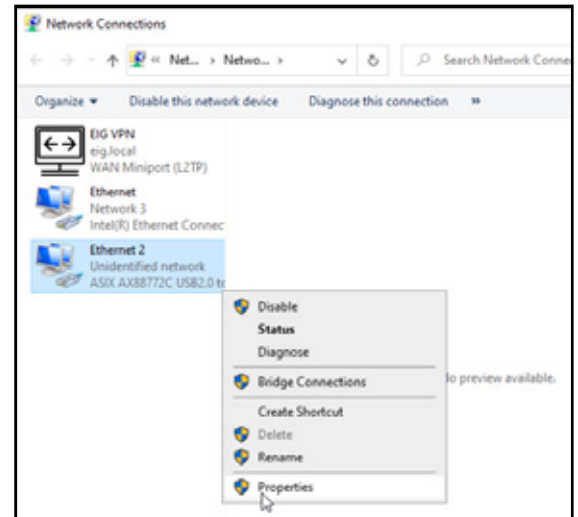 Network Connections
« Net... › Netwo... ›
Search Network Conne
Organize
Disable this network device
Diagnose this connection
»
EIG VPN
eig.local
WAN Miniport (L2TP)
Ethernet
Network 3
Intel(R) Ethernet Connec
Ethernet 2
Unidentified network
ASIX AX88772C USB2.0 to
Disable
Status
Diagnose
Bridge Connections
lo preview available.
Create Shortcut
Delete
Rename
Properties